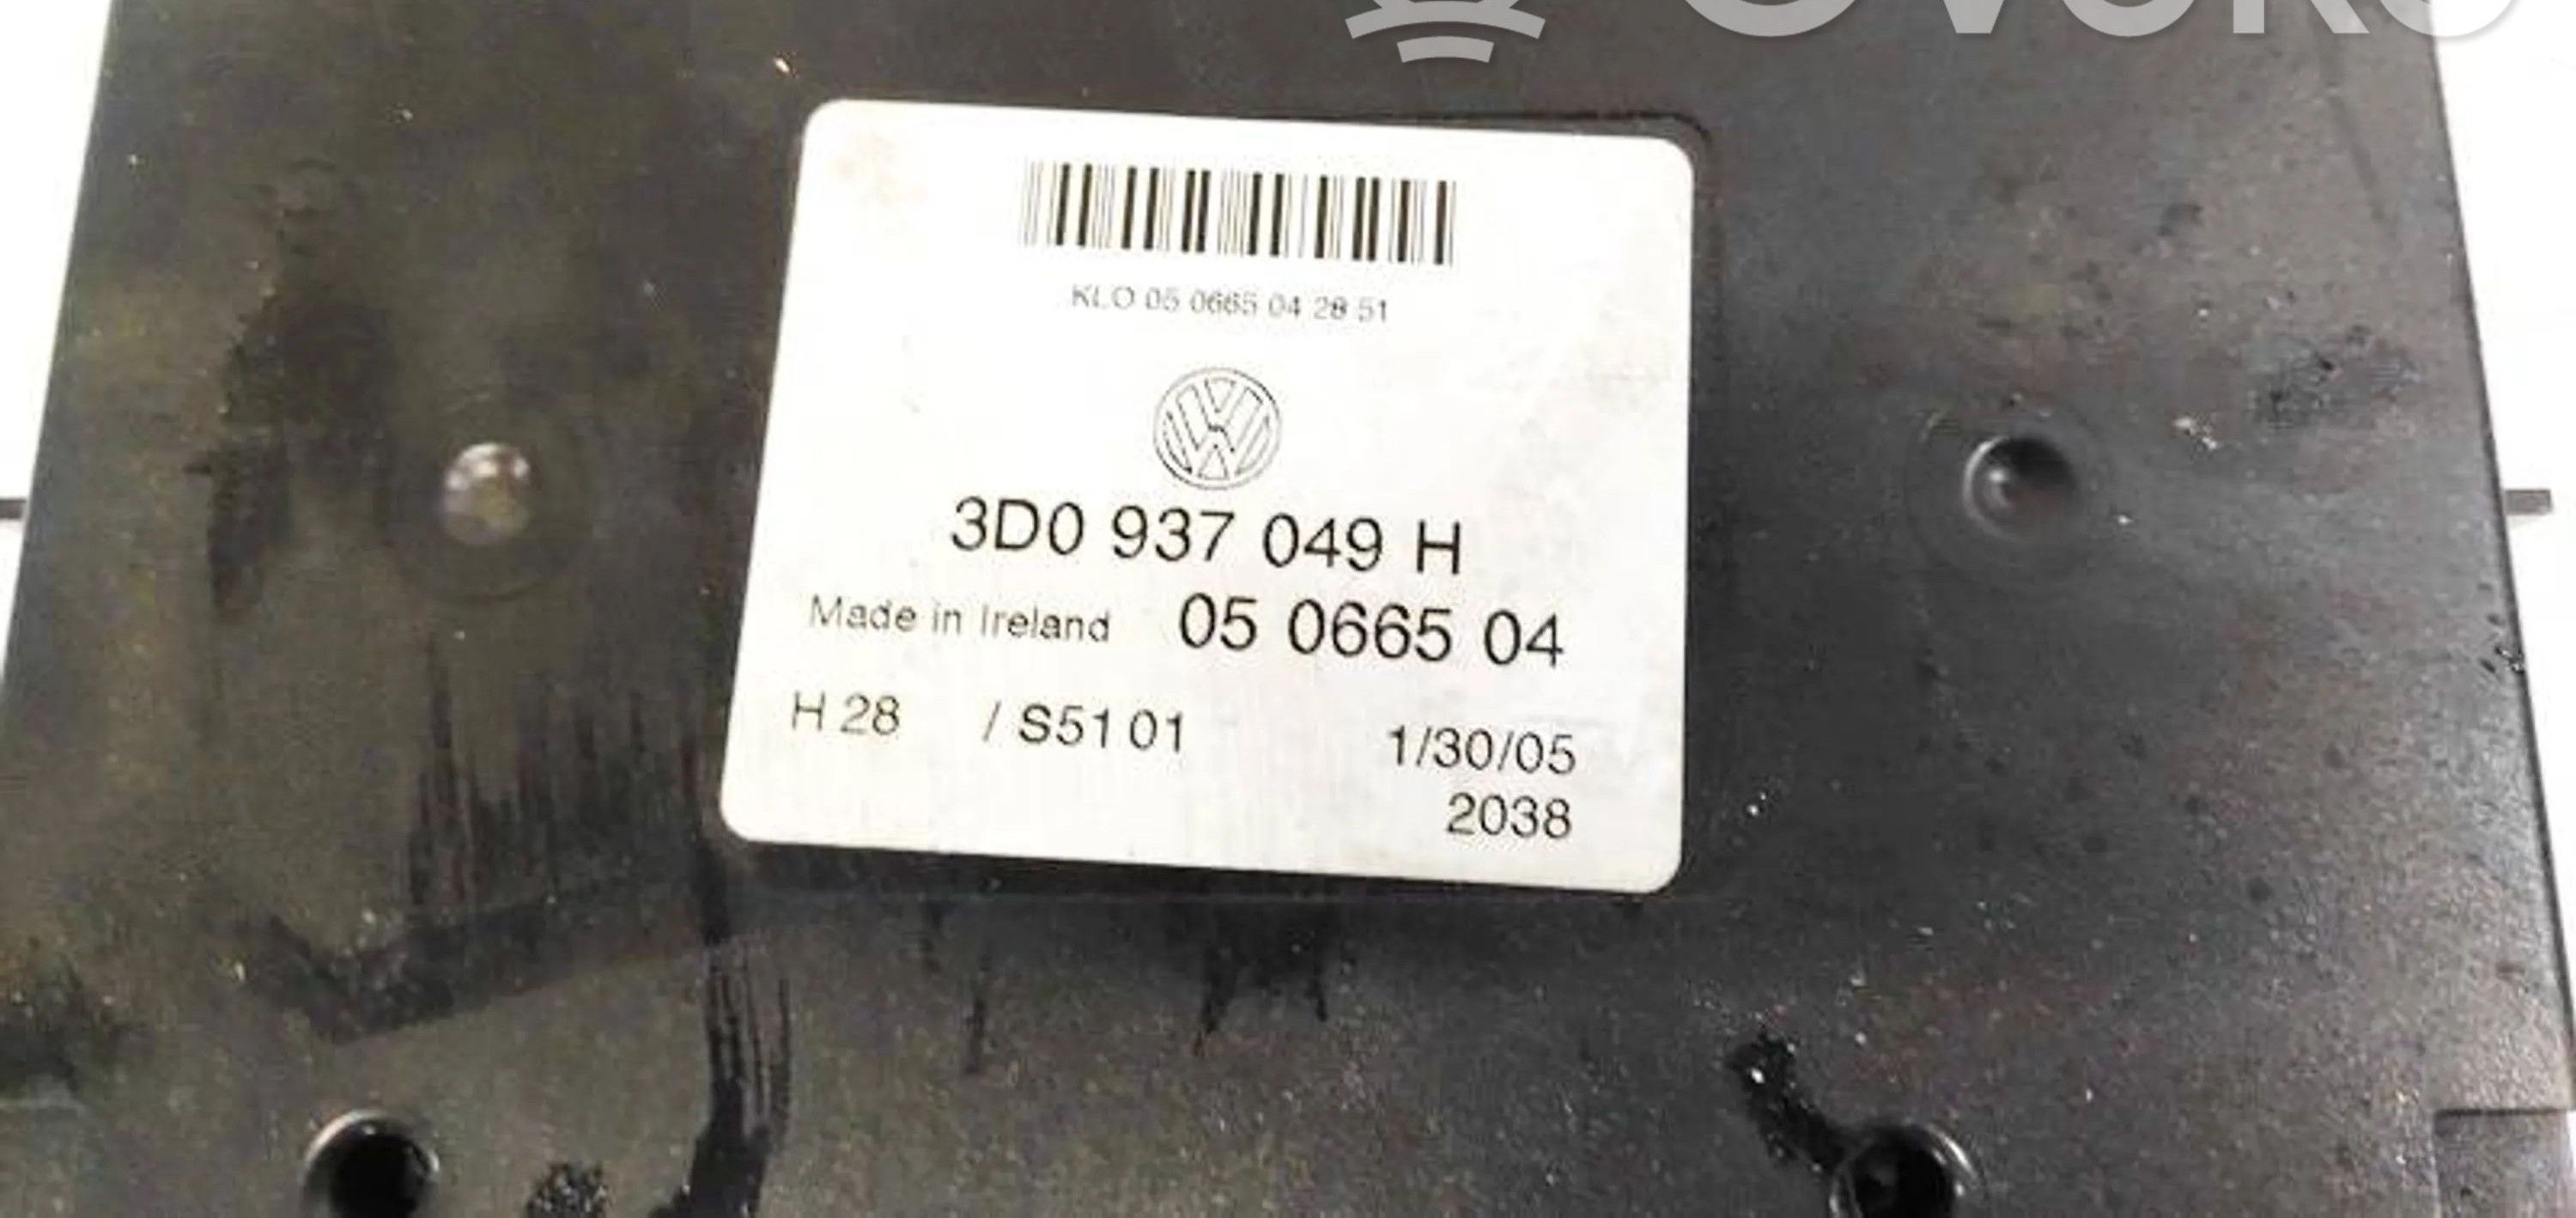 KLO 05 0665 04 28 51
3D0 937 049 H
Made in Ireland 05 0665 04
H 28 / S51 01 1/30/05
2038